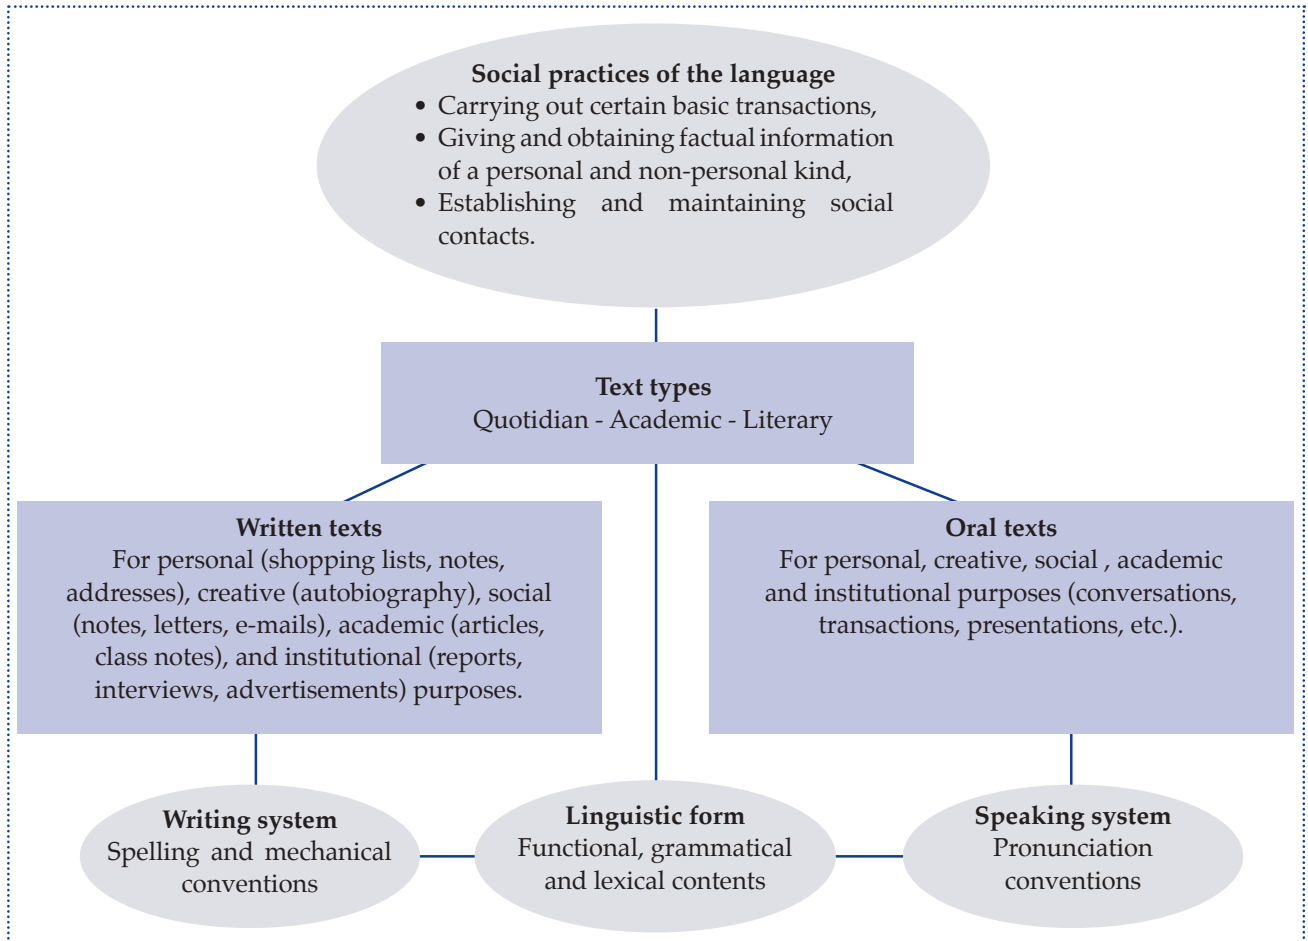 Social practices of the language
• Carrying out certain basic transactions,
• Giving and obtaining factual information
of a personal and non-personal kind,
• Establishing and maintaining social
contacts.
Text types
Quotidian - Academic - Literary
Written texts
For personal (shopping lists, notes,
addresses), creative (autobiography), social
(notes, letters, e-mails), academic (articles,
class notes), and institutional (reports,
interviews, advertisements) purposes.
Oral texts
For personal, creative, social , academic
and institutional purposes (conversations,
transactions, presentations, etc.).
Writing system
Spelling and mechanical
conventions
Linguistic form
Functional, grammatical
and lexical contents
Speaking system
Pronunciation
conventions